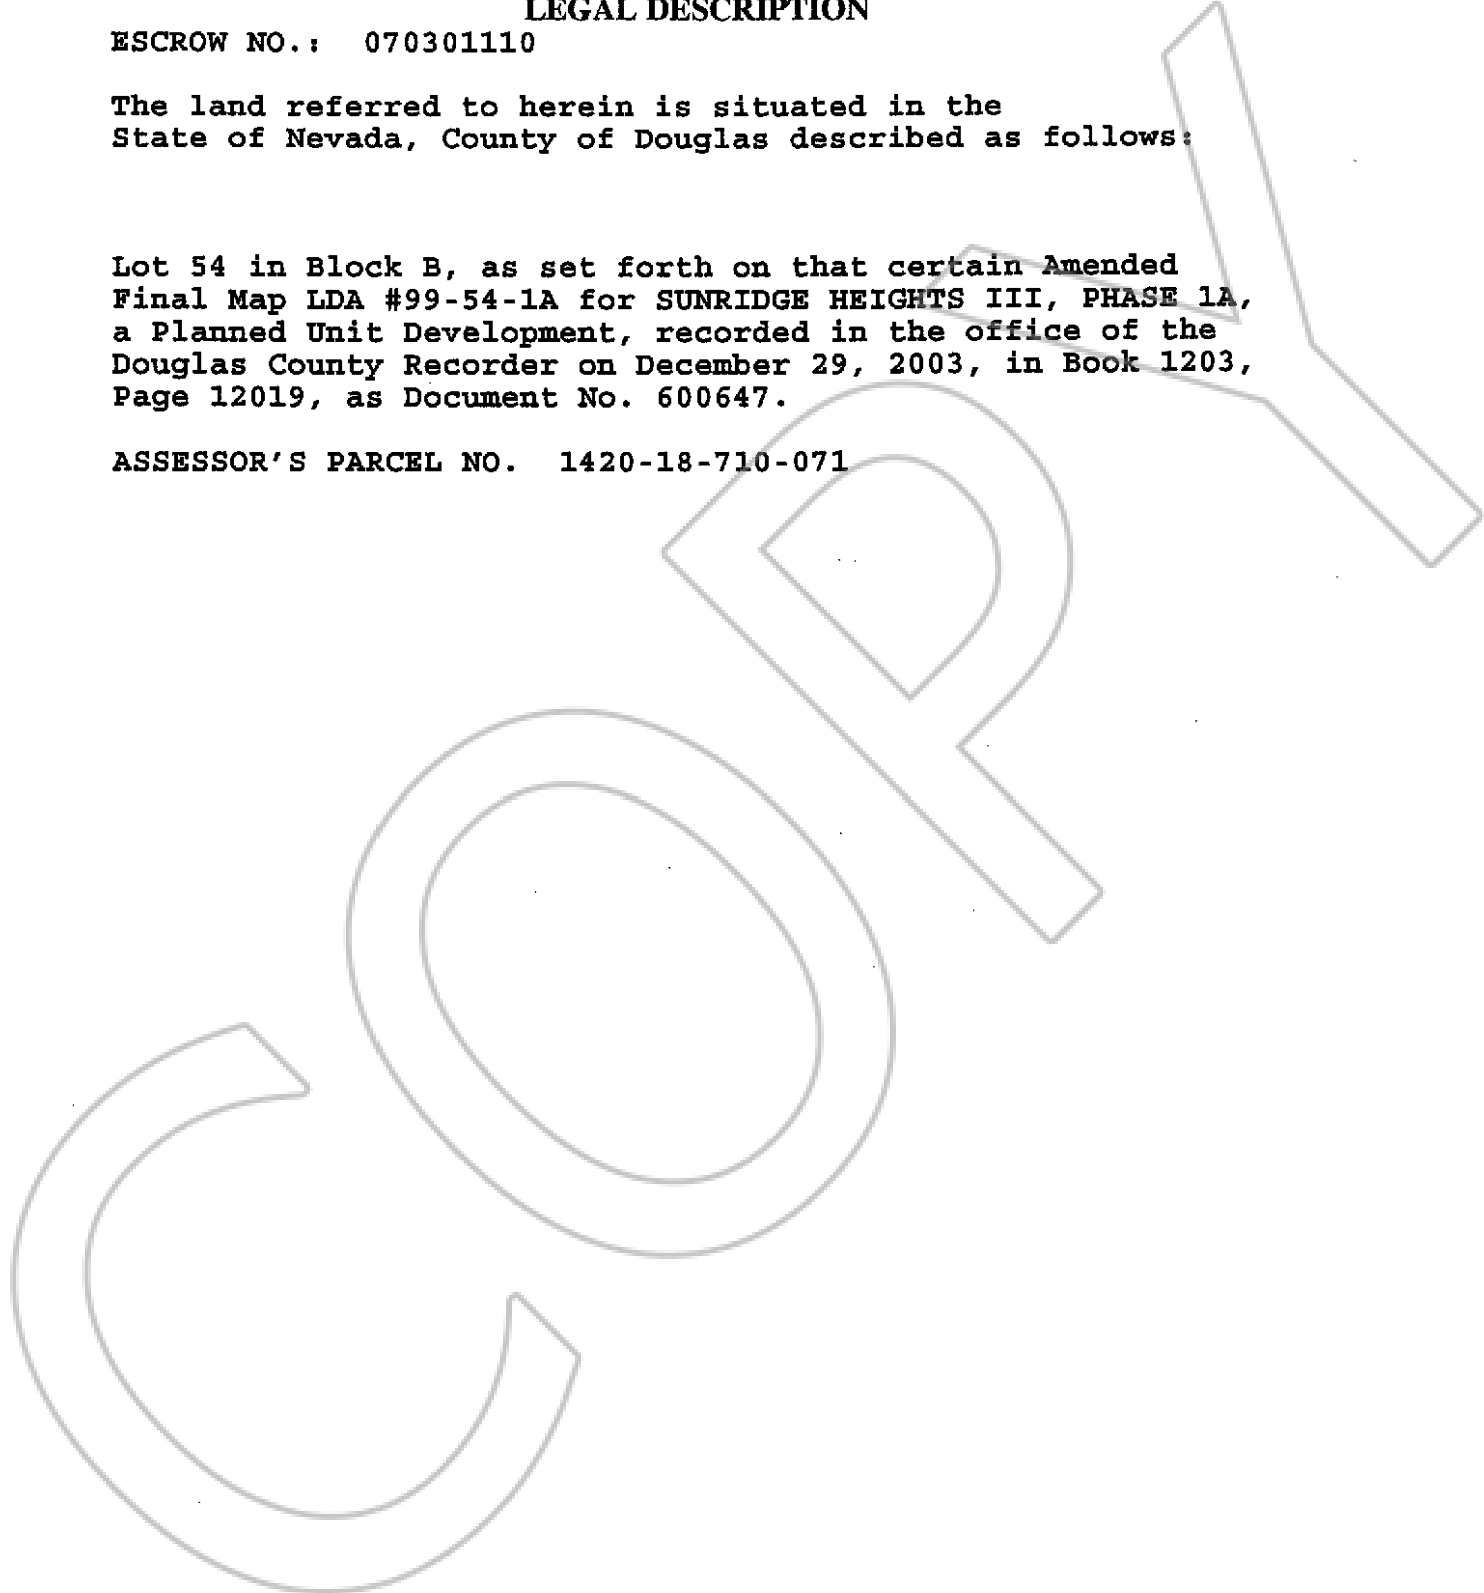 LEGAL DESCRIPTION
ESCROW NO.: 070301110
The land referred to herein is situated in the
State of Nevada, County of Douglas described as follows:
Lot 54 in Block B, as set forth on that certain Amended
Final Map LDA #99-54-1A for SUNRIDGE HEIGHTS III, PHASE 1A,
a Planned Unit Development, recorded in the office of the
Douglas County Recorder on December 29, 2003, in Book 1203,
Page 12019, as Document No. 600647.
ASSESSOR'S PARCEL NO. 1420-18-710-071
COPY